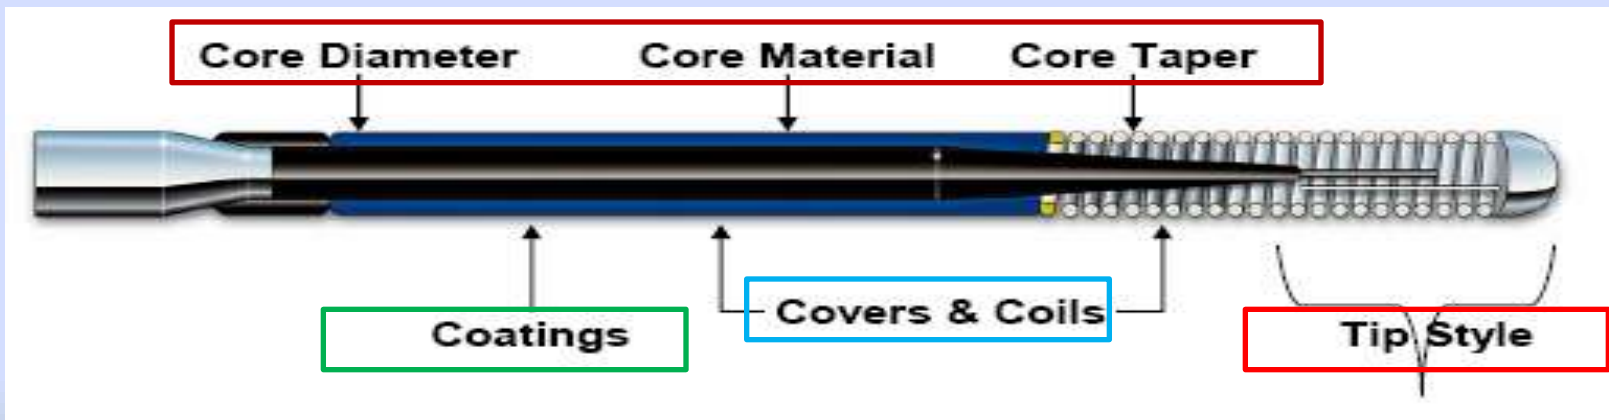 Core Diameter Core Material Core Taper
Covers & Coils
Coatings
Tip Style